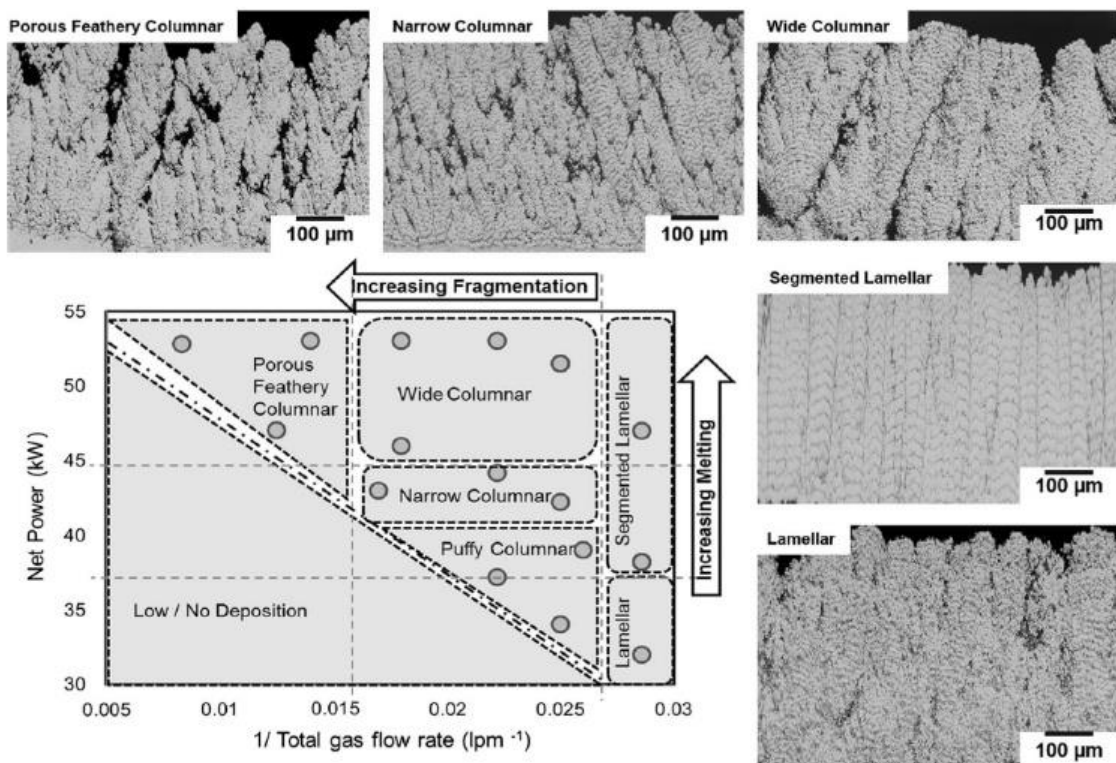 Porous Feathery Columnar
100 µm
Narrow Columnar
100 µm
Wide Columnar
100 µm
Segmented Lamellar
100 µm
Lamellar
100 µm
Increasing Fragmentation
Increasing Melting
Net Power (kW)
55
50
45
40
35
30
Porous
Feathery
Columnar
Wide Columnar
Narrow Columnar
Puffy Columnar
Low / No Deposition
Segmented Lamellar
Lamellar
0.005
0.01
0.015
0.02
0.025
0.03
1/ Total gas flow rate (lpm ⁻¹)